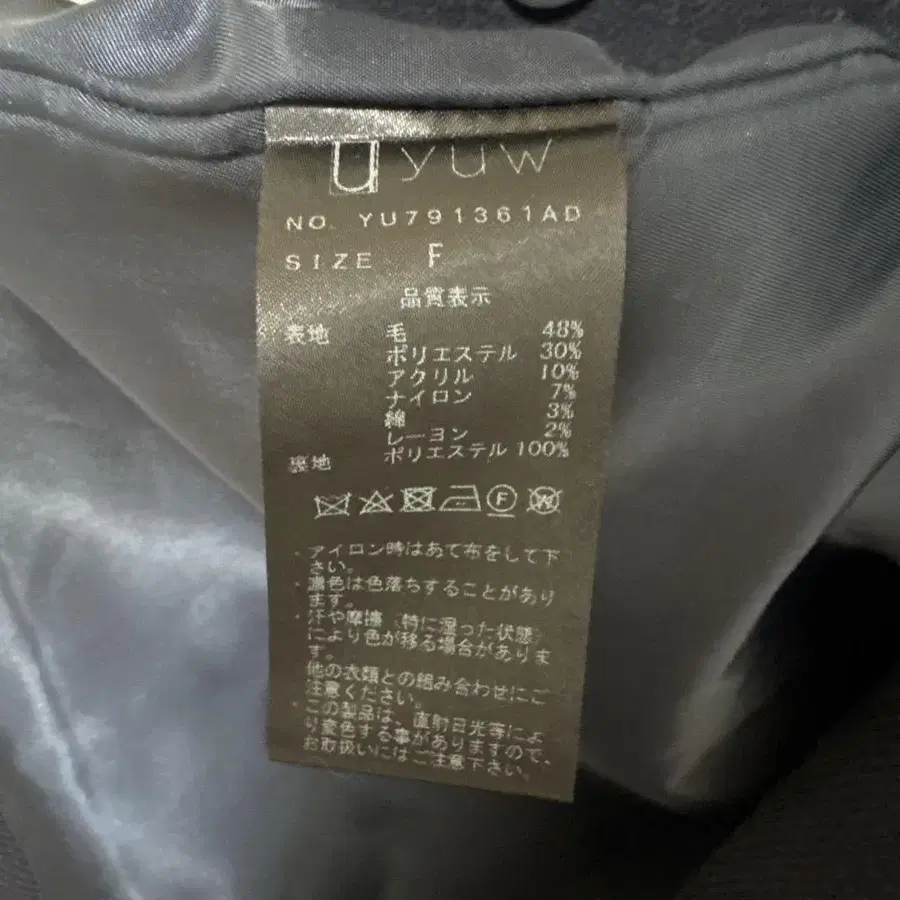 uyuw
NO. YU791361AD
SIZE F
品質表示
表地 毛 48%
ポリエステル 30%
アクリル 10%
ナイロン 7%
綿 3%
レーヨン 2%
裏地 ポリエステル 100%
F W
・アイロン時はあて布をして下
さい。
・濃色は色落ちすることがあり
ます。
・汗や摩擦（特に湿った状態）
により色が移る場合がありま
す。
他の衣類との組み合わせにご
注意ください。
・この製品は、直射日光等によ
り変色する事がありますので、
お取扱いにはご注意下さい。